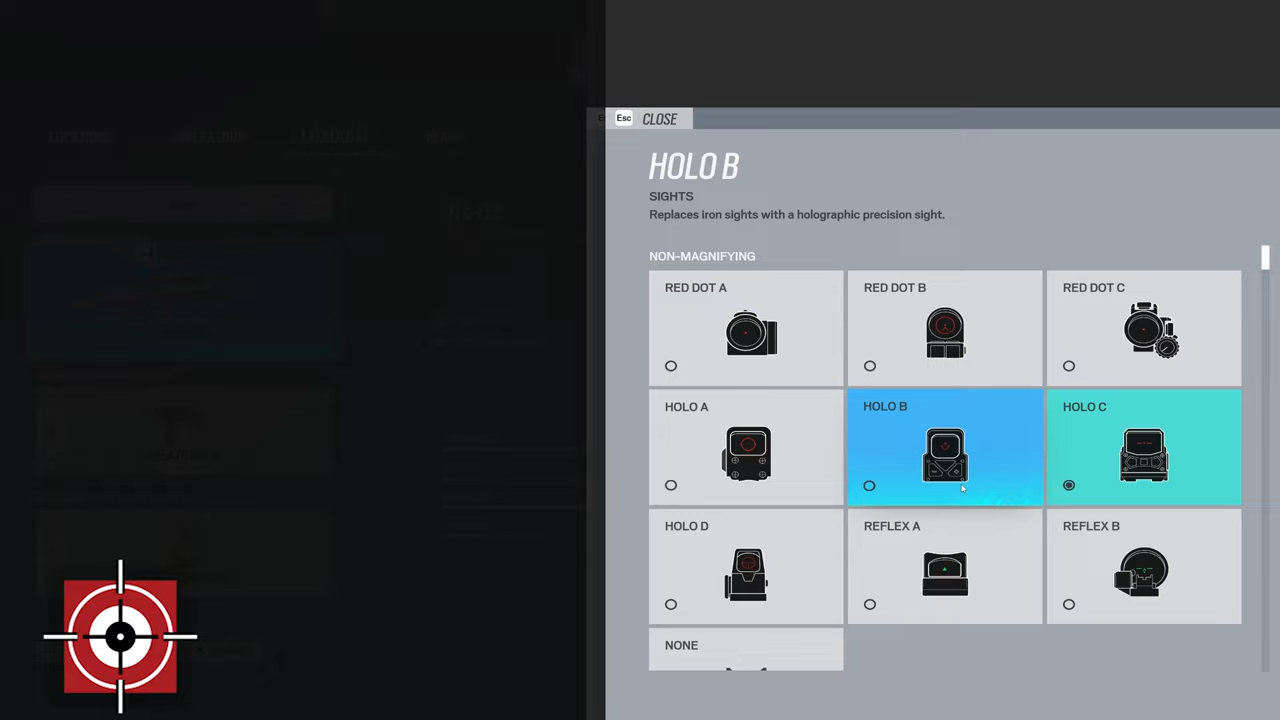 Esc CLOSE
HOLO B
SIGHTS
Replaces iron sights with a holographic precision sight.
NON-MAGNIFYING
RED DOT A
RED DOT B
RED DOT C
HOLO A
HOLO B
HOLO C
HOLO D
REFLEX A
REFLEX B
NONE